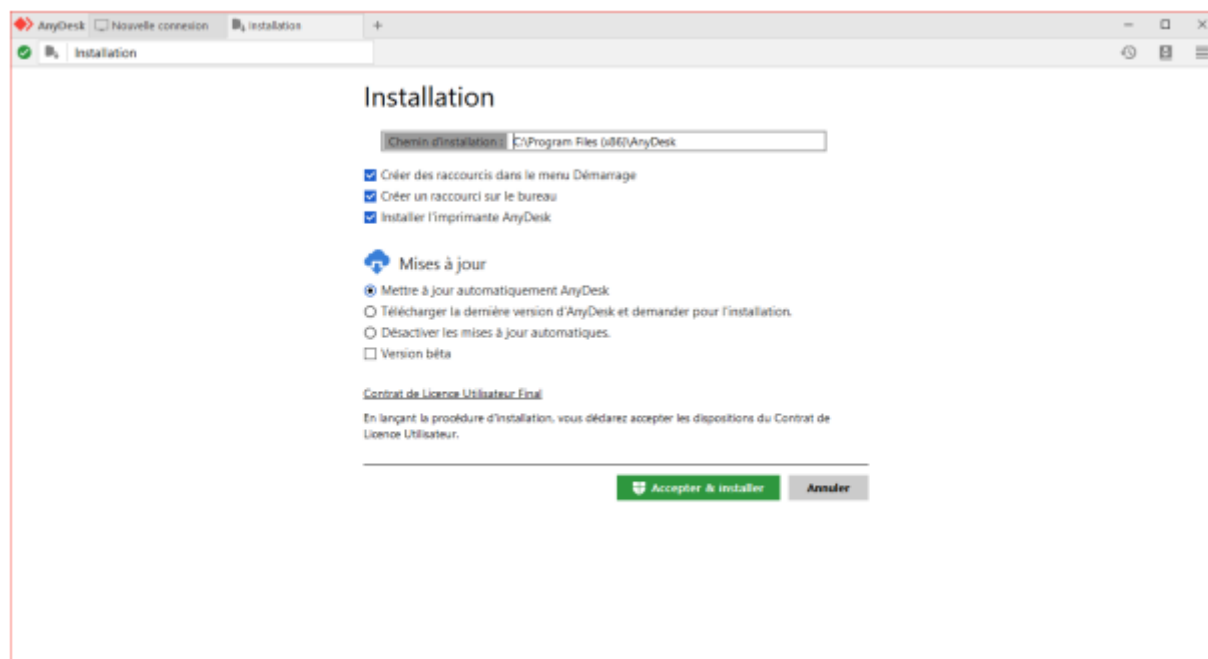 AnyDesk Nouvelle connexion Installation
Installation
Installation
Chemin d'installation : C:\Program Files (x86)\AnyDesk
Créer des raccourcis dans le menu Démarrage
Créer un raccourci sur le bureau
Installer l'imprimante AnyDesk
Mises à jour
Mettre à jour automatiquement AnyDesk
Télécharger la dernière version d'AnyDesk et demander pour l'installation.
Désactiver les mises à jour automatiques.
Version bêta
Contrat de Licence Utilisateur Final
En lançant la procédure d'installation, vous déclarez accepter les dispositions du Contrat de
Licence Utilisateur.
Accepter & installer Annuler